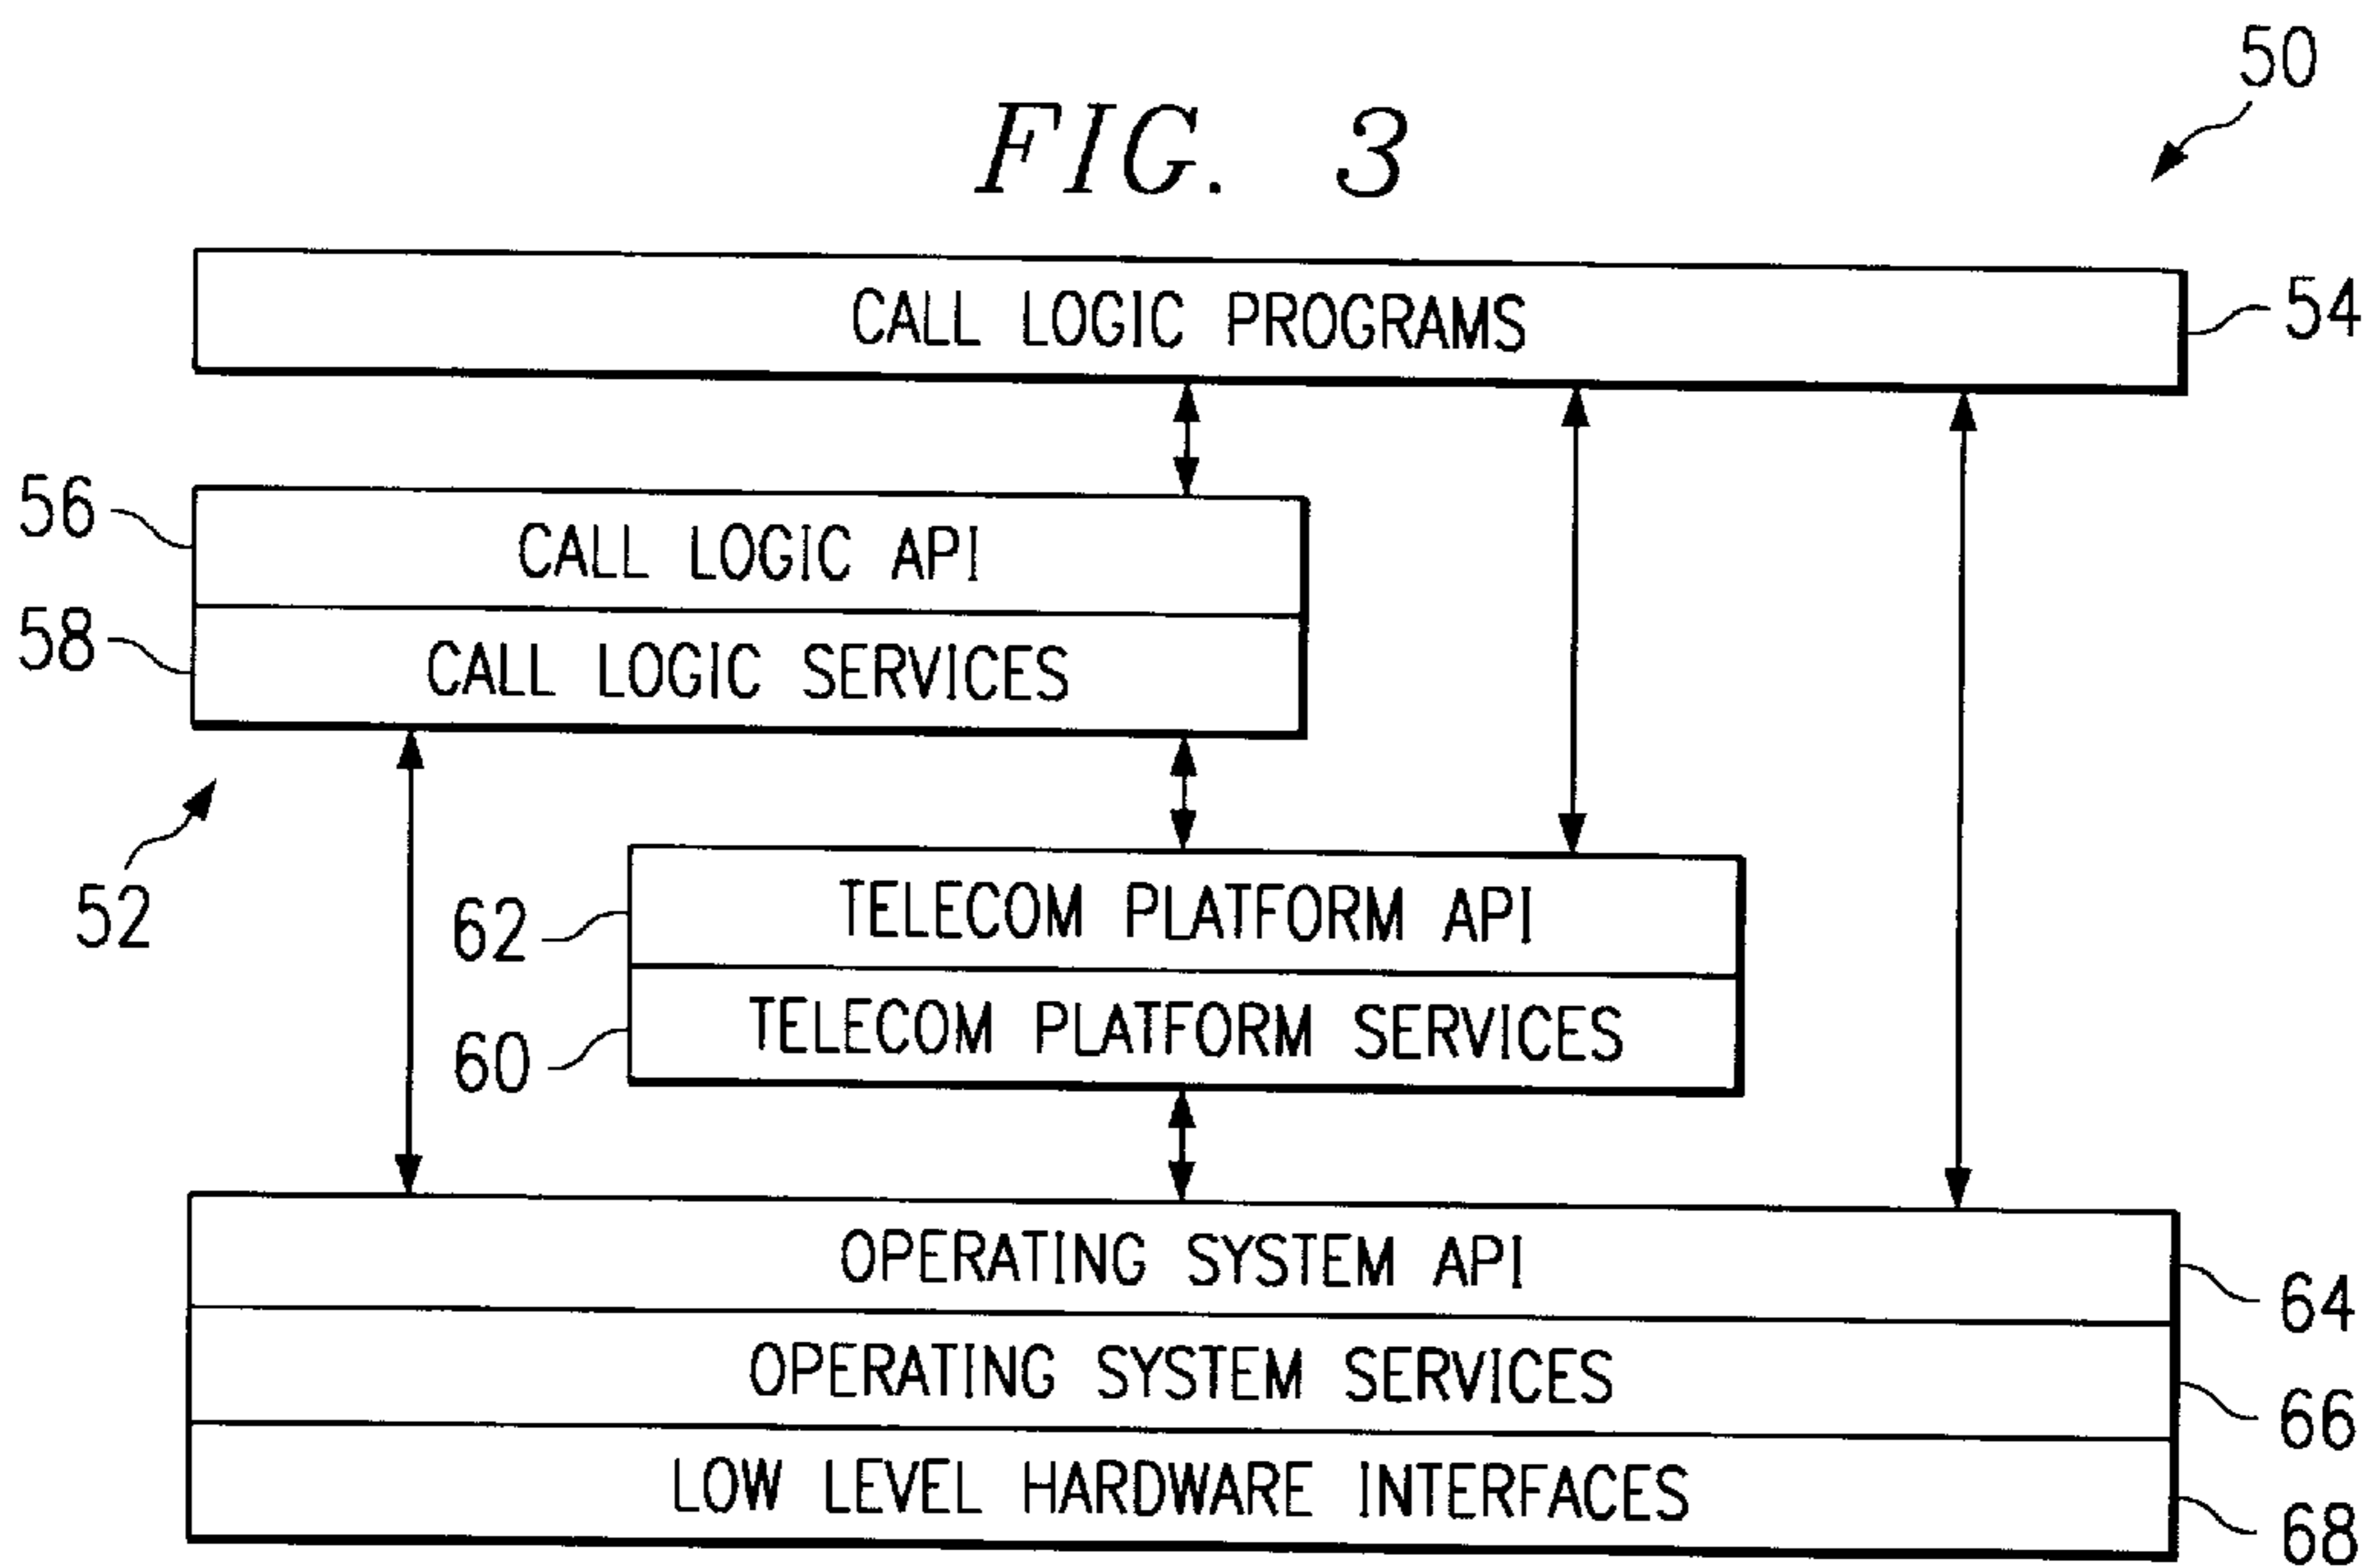 50
FIG. 3
CALL LOGIC PROGRAMS
54
56
CALL LOGIC API
58
CALL LOGIC SERVICES
52
62
TELECOM PLATFORM API
60
TELECOM PLATFORM SERVICES
OPERATING SYSTEM API
64
OPERATING SYSTEM SERVICES
66
LOW LEVEL HARDWARE INTERFACES
68